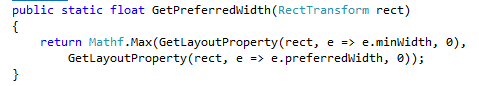 public static float GetPreferredWidth(RectTransform rect)
{
    return Mathf.Max(GetLayoutProperty(rect, e => e.minWidth, 0),
        GetLayoutProperty(rect, e => e.preferredWidth, 0));
}